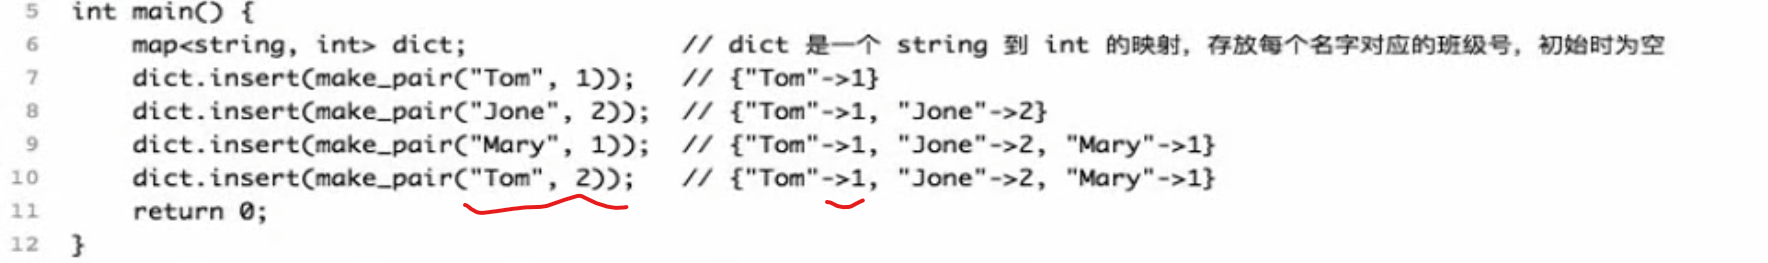 5 int main() {
6 map<string, int> dict; // dict 是一个 string 到 int 的映射，存放每个名字对应的班级号，初始时为空
7 dict.insert(make_pair("Tom", 1)); // {"Tom"->1}
8 dict.insert(make_pair("Jone", 2)); // {"Tom"->1, "Jone"->2}
9 dict.insert(make_pair("Mary", 1)); // {"Tom"->1, "Jone"->2, "Mary"->1}
10 dict.insert(make_pair("Tom", 2)); // {"Tom"->1, "Jone"->2, "Mary"->1}
11 return 0;
12 }